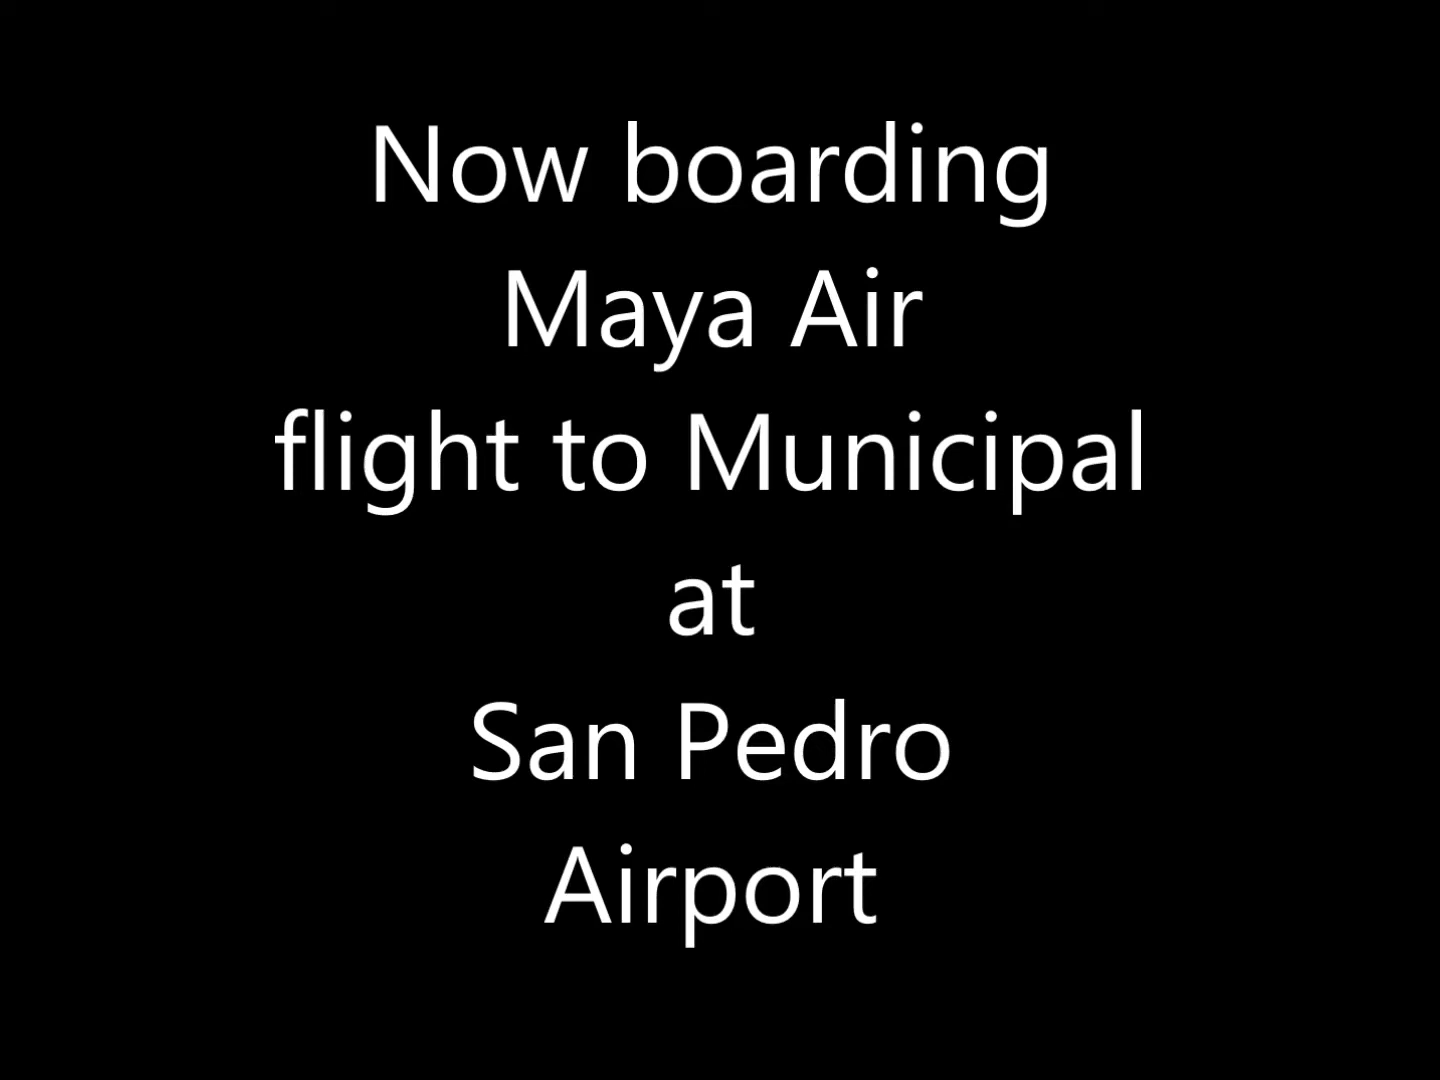 Now boarding
Maya Air
flight to Municipal
at
San Pedro
Airport